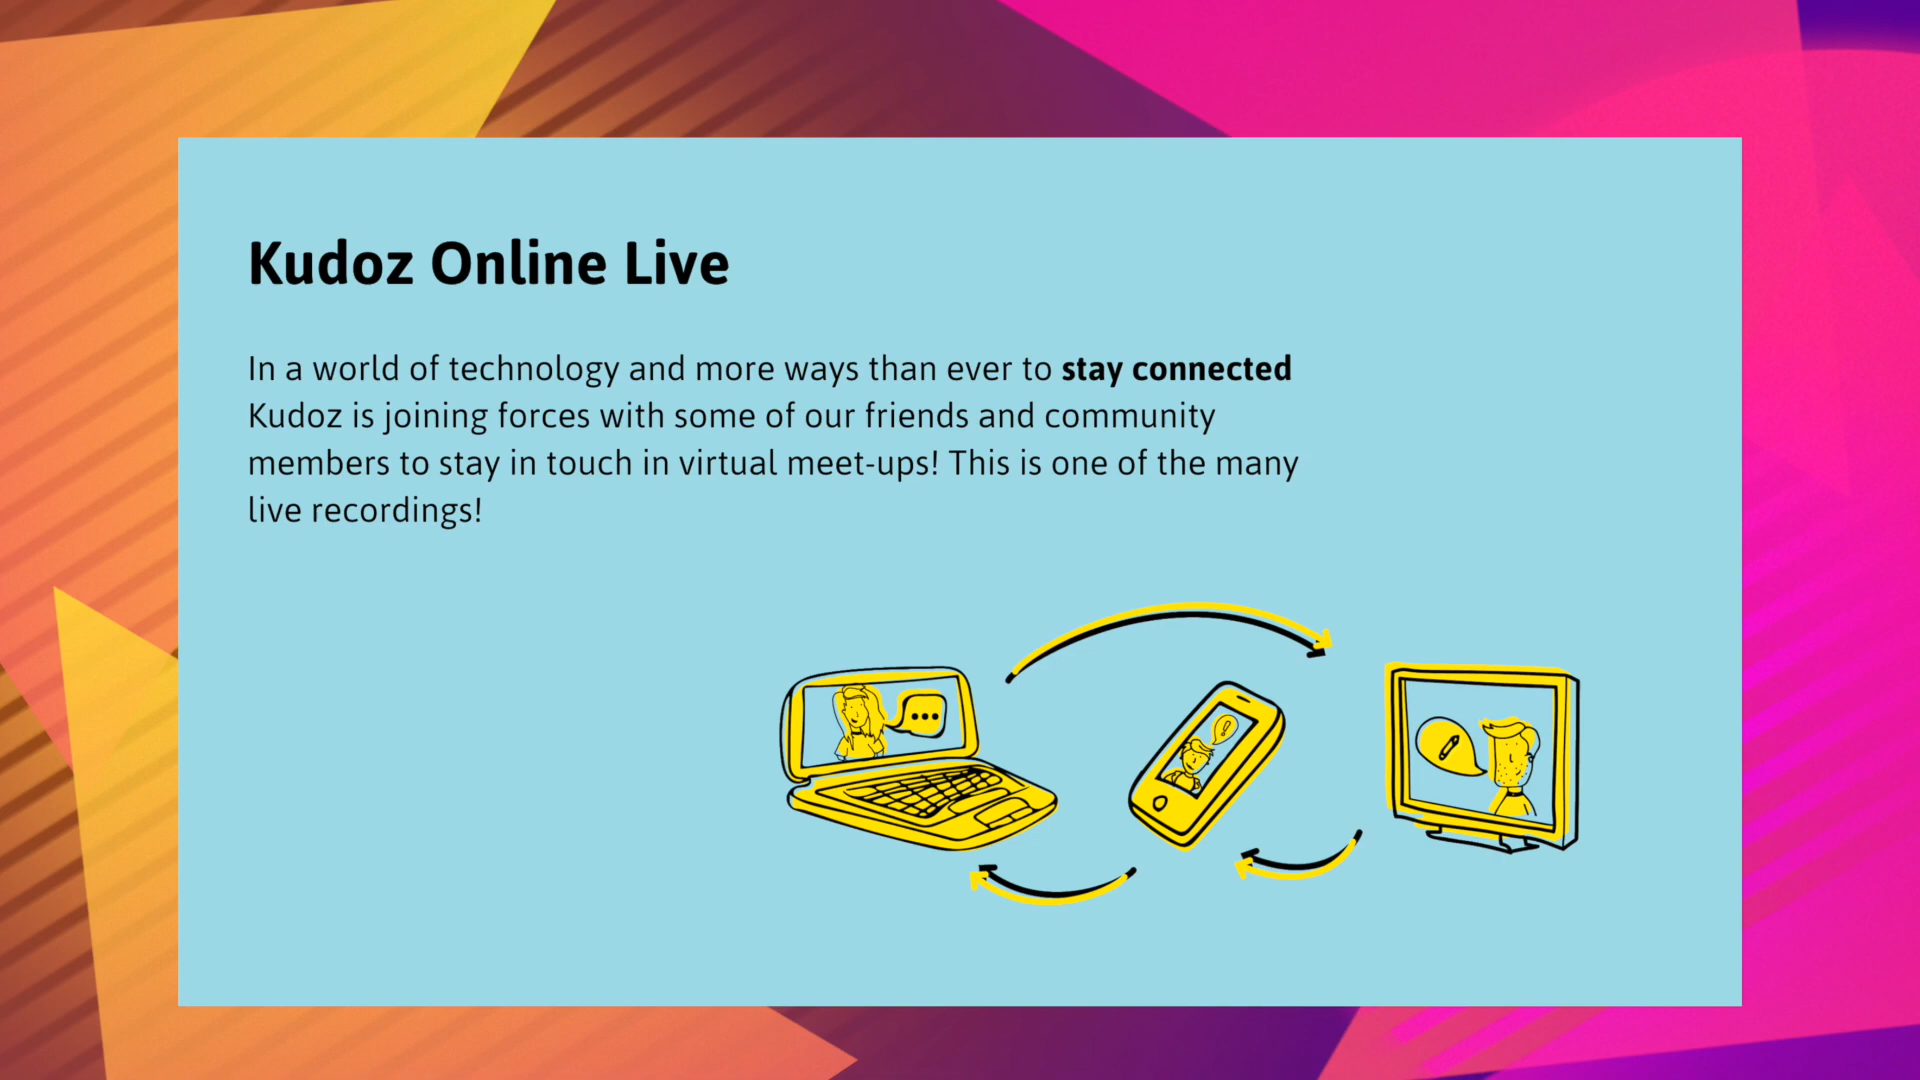 Kudoz Online Live
In a world of technology and more ways than ever to stay connected
Kudoz is joining forces with some of our friends and community
members to stay in touch in virtual meet-ups! This is one of the many
live recordings!